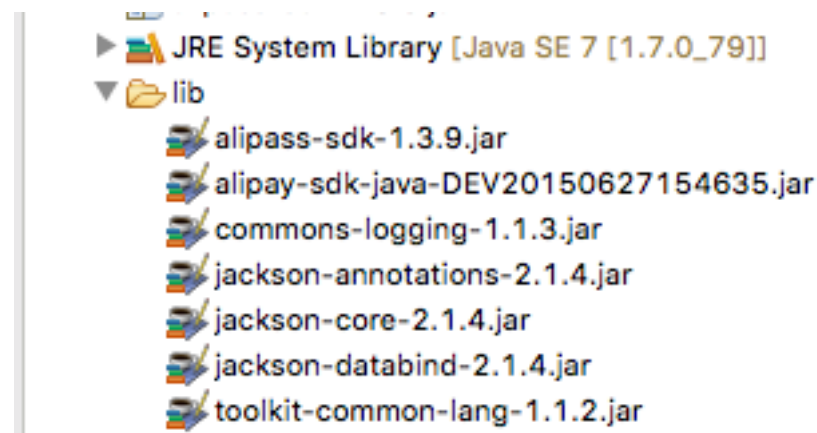 JRE System Library [Java SE 7 [1.7.0_79]]
lib
alipass-sdk-1.3.9.jar
alipay-sdk-java-DEV20150627154635.jar
commons-logging-1.1.3.jar
jackson-annotations-2.1.4.jar
jackson-core-2.1.4.jar
jackson-databind-2.1.4.jar
toolkit-common-lang-1.1.2.jar